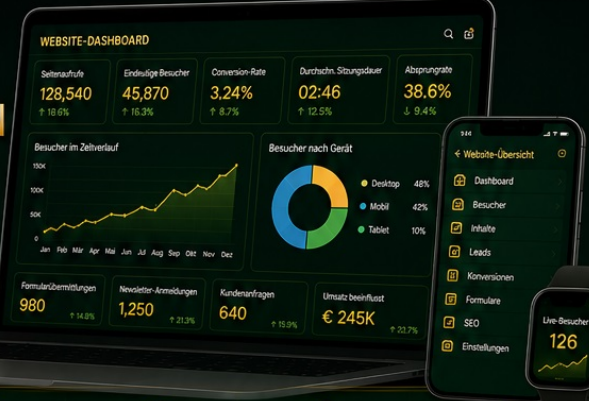 WEBSITE-DASHBOARD
Seitenaufrufe
128,540
↑ 18.6%
Eindeutige Besucher
45,870
↑ 16.3%
Conversion-Rate
3.24%
↑ 8.7%
Durchschn. Sitzungsdauer
02:46
↑ 12.5%
Absprungrate
38.6%
↓ 9.4%
Besucher im Zeitverlauf
150K
100K
50K
0
Jan Feb Mär Apr Mai Jun Jul Aug Sep Okt Nov Dez
Besucher nach Gerät
Desktop 48%
Mobil 42%
Tablet 10%
Formularübermittlungen
980
↑ 14.8%
Newsletter-Anmeldungen
1,250
↑ 21.3%
Kundenanfragen
640
↑ 15.9%
Umsatz beeinflusst
€ 245K
↑ 22.7%
Website-Übersicht
Dashboard
Besucher
Inhalte
Leads
Konversionen
Formulare
SEO
Einstellungen
Live-Besucher
126